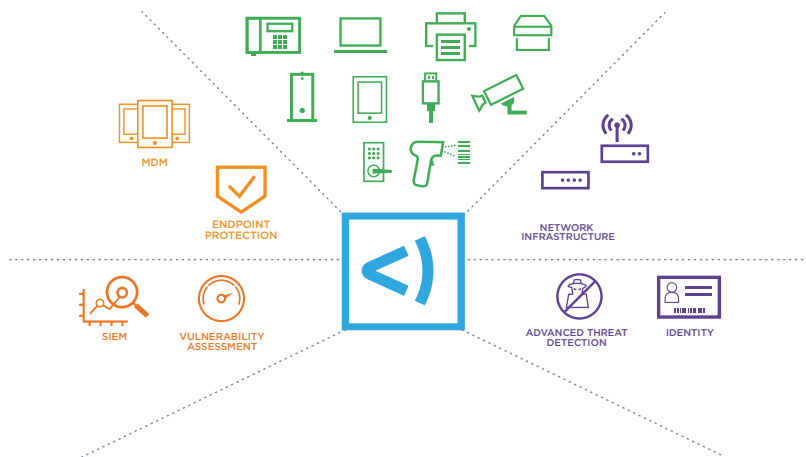 MDM
ENDPOINT
PROTECTION
NETWORK
INFRASTRUCTURE
SIEM
VULNERABILITY
ASSESSMENT
ADVANCED THREAT
DETECTION
IDENTITY